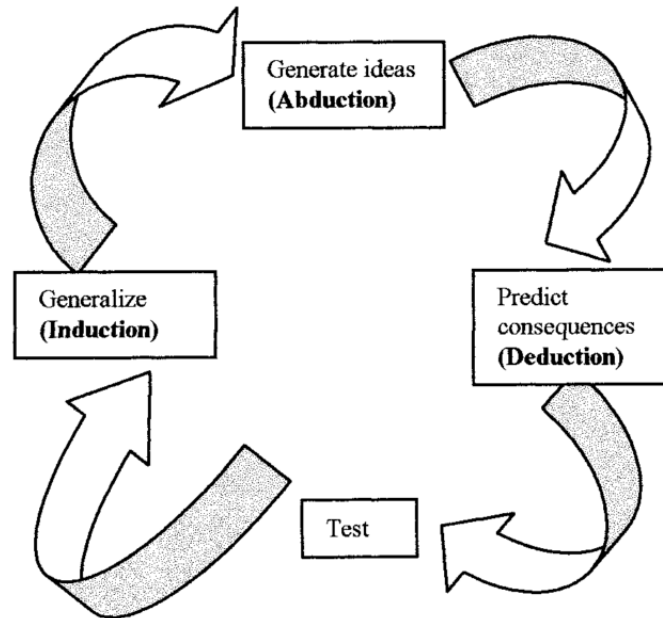 Generate ideas
(Abduction)
Predict
consequences
(Deduction)
Test
Generalize
(Induction)